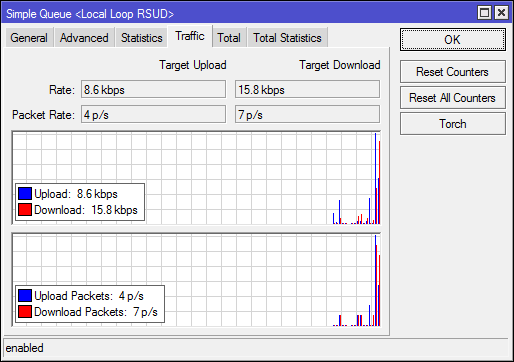 Simple Queue <Local Loop RSUD>
General Advanced Statistics Traffic Total Total Statistics
Target Upload Target Download
Rate: 8.6 kbps 15.8 kbps
Packet Rate: 4 p/s 7 p/s
Upload: 8.6 kbps
Download: 15.8 kbps
Upload Packets: 4 p/s
Download Packets: 7 p/s
OK
Reset Counters
Reset All Counters
Torch
enabled